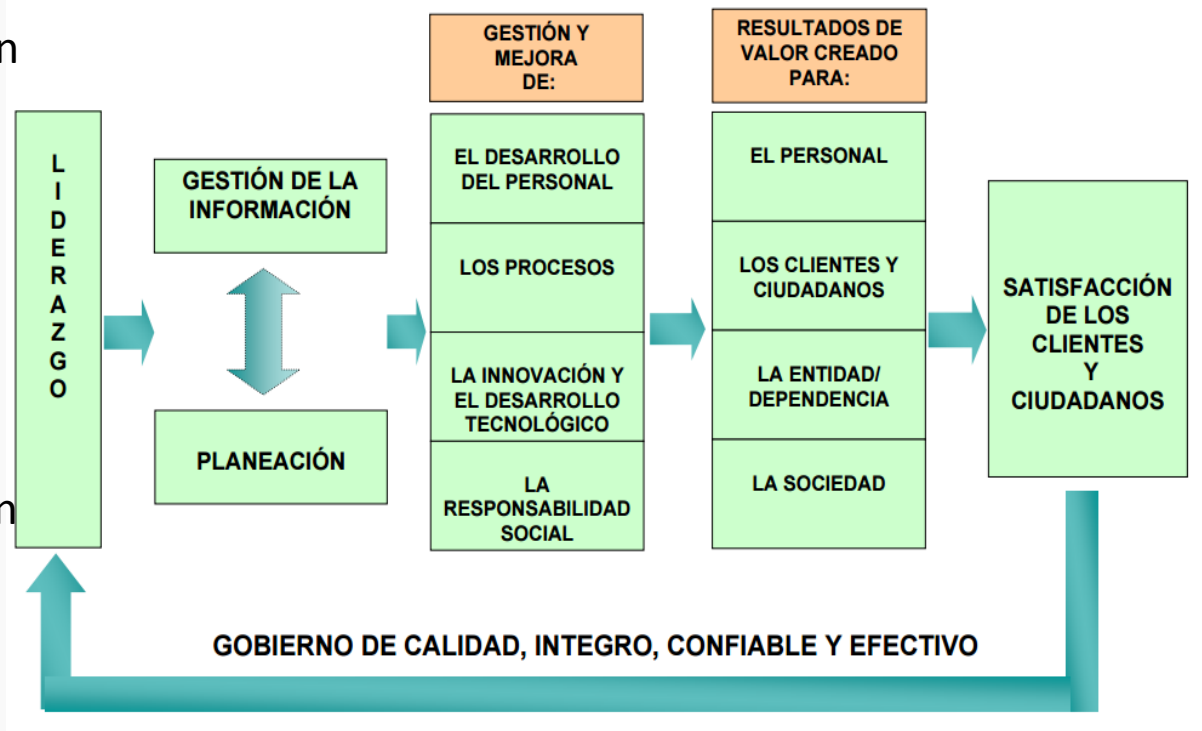 n
n
LIDERAZGO
GESTIÓN DE LA
INFORMACIÓN
PLANEACIÓN
GESTIÓN Y
MEJORA
DE:
EL DESARROLLO
DEL PERSONAL
LOS PROCESOS
LA INNOVACIÓN Y
EL DESARROLLO
TECNOLÓGICO
LA
RESPONSABILIDAD
SOCIAL
RESULTADOS DE
VALOR CREADO
PARA:
EL PERSONAL
LOS CLIENTES Y
CIUDADANOS
LA ENTIDAD/
DEPENDENCIA
LA SOCIEDAD
SATISFACCIÓN
DE LOS
CLIENTES
Y
CIUDADANOS
GOBIERNO DE CALIDAD, INTEGRO, CONFIABLE Y EFECTIVO